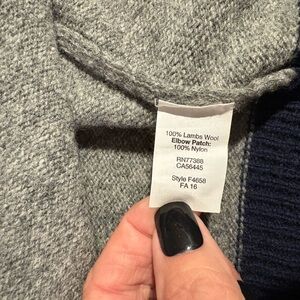 100% Lambs Wool
Elbow Patch:
100% Nylon
RN77388
CA56445
Style F4658
FA 16